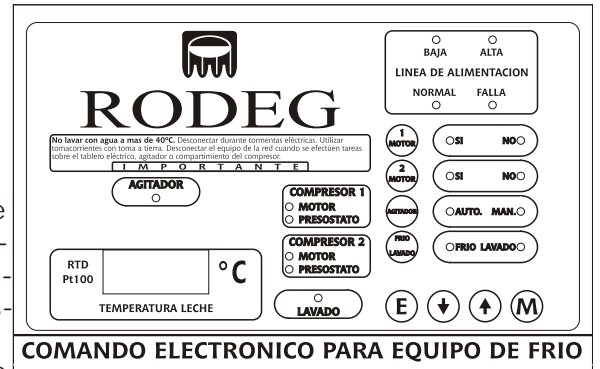 RODEG
No lavar con agua a mas de 40ºC. Desconectar durante tormentas eléctricas. Utilizar
tomacorrientes con toma a tierra. Desconectar el equipo de la red cuando se efectúen tareas
sobre el tablero eléctrico, agitador o compartimiento del compresor.
IMPORTANTE
AGITADOR
COMPRESOR 1
MOTOR
PRESOSTATO
COMPRESOR 2
MOTOR
PRESOSTATO
RTD
Pt100
°C
TEMPERATURA LECHE
LAVADO
BAJA ALTA
LINEA DE ALIMENTACION
NORMAL FALLA
1
MOTOR
SI NO
2
MOTOR
SI NO
AGITADOR
AUTO. MAN.
FRIO
LAVADO
FRIO LAVADO
E M
COMANDO ELECTRONICO PARA EQUIPO DE FRIO